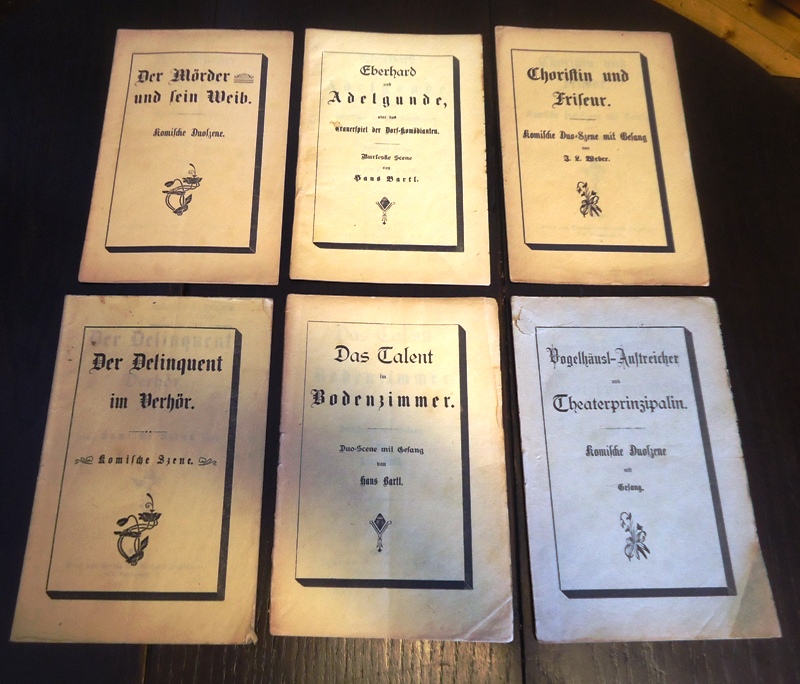 Der Mörder
und sein Weib.
Komische Duoszene.
Eberhard
und
Adelgunde,
oder das
Trauerspiel der Dorf-Komödianten.
Burleske Scene
von
Hans Bartl.
Choristin und
Friseur.
Komische Duo-Szene mit Gesang
von
J. L. Weber.
Der Delinquent
im Verhör.
Komische Szene.
Das Talent
im
Bodenzimmer.
Duo-Scene mit Gesang
von
Hans Bartl.
Vogelhäusl-Anstreicher
und
Theaterprinzipalin.
Komische Duoszene
mit
Gesang.